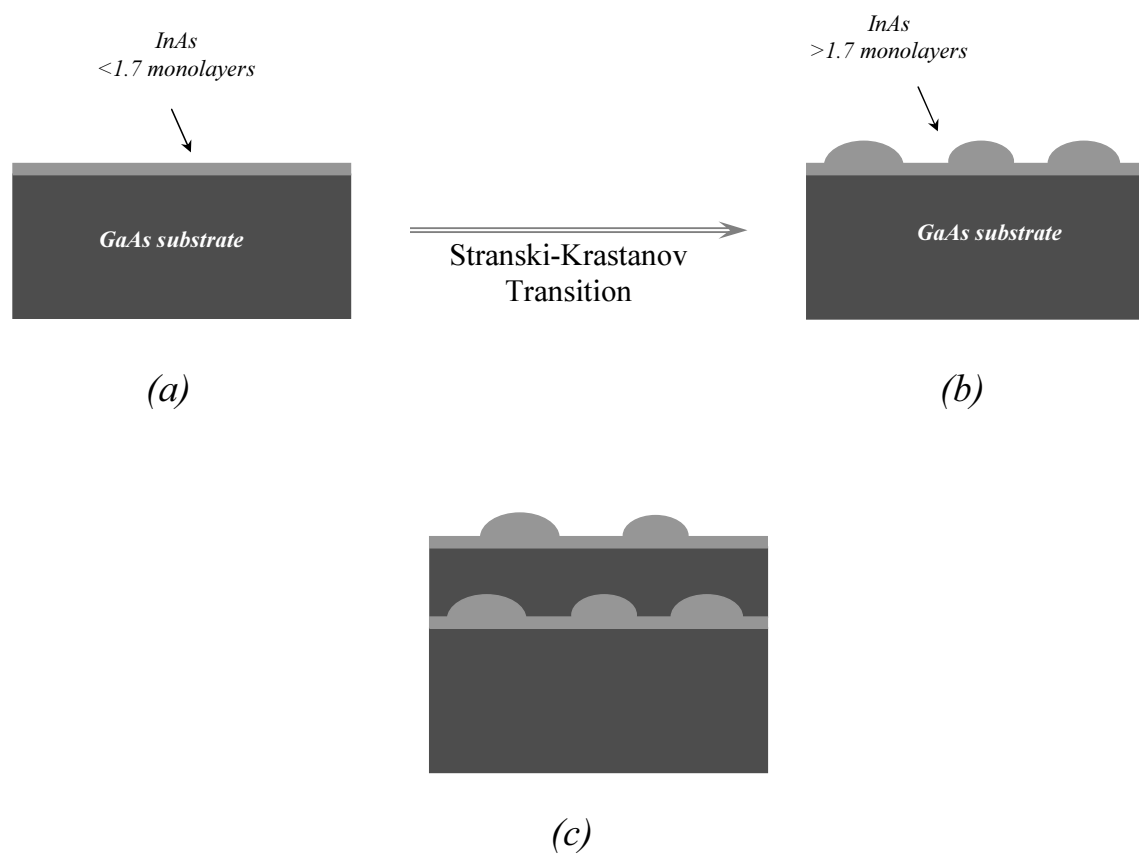 InAs
<1.7 monolayers
InAs
>1.7 monolayers
GaAs substrate
GaAs substrate
Stranski-Krastanov
Transition
(a)
(b)
(c)